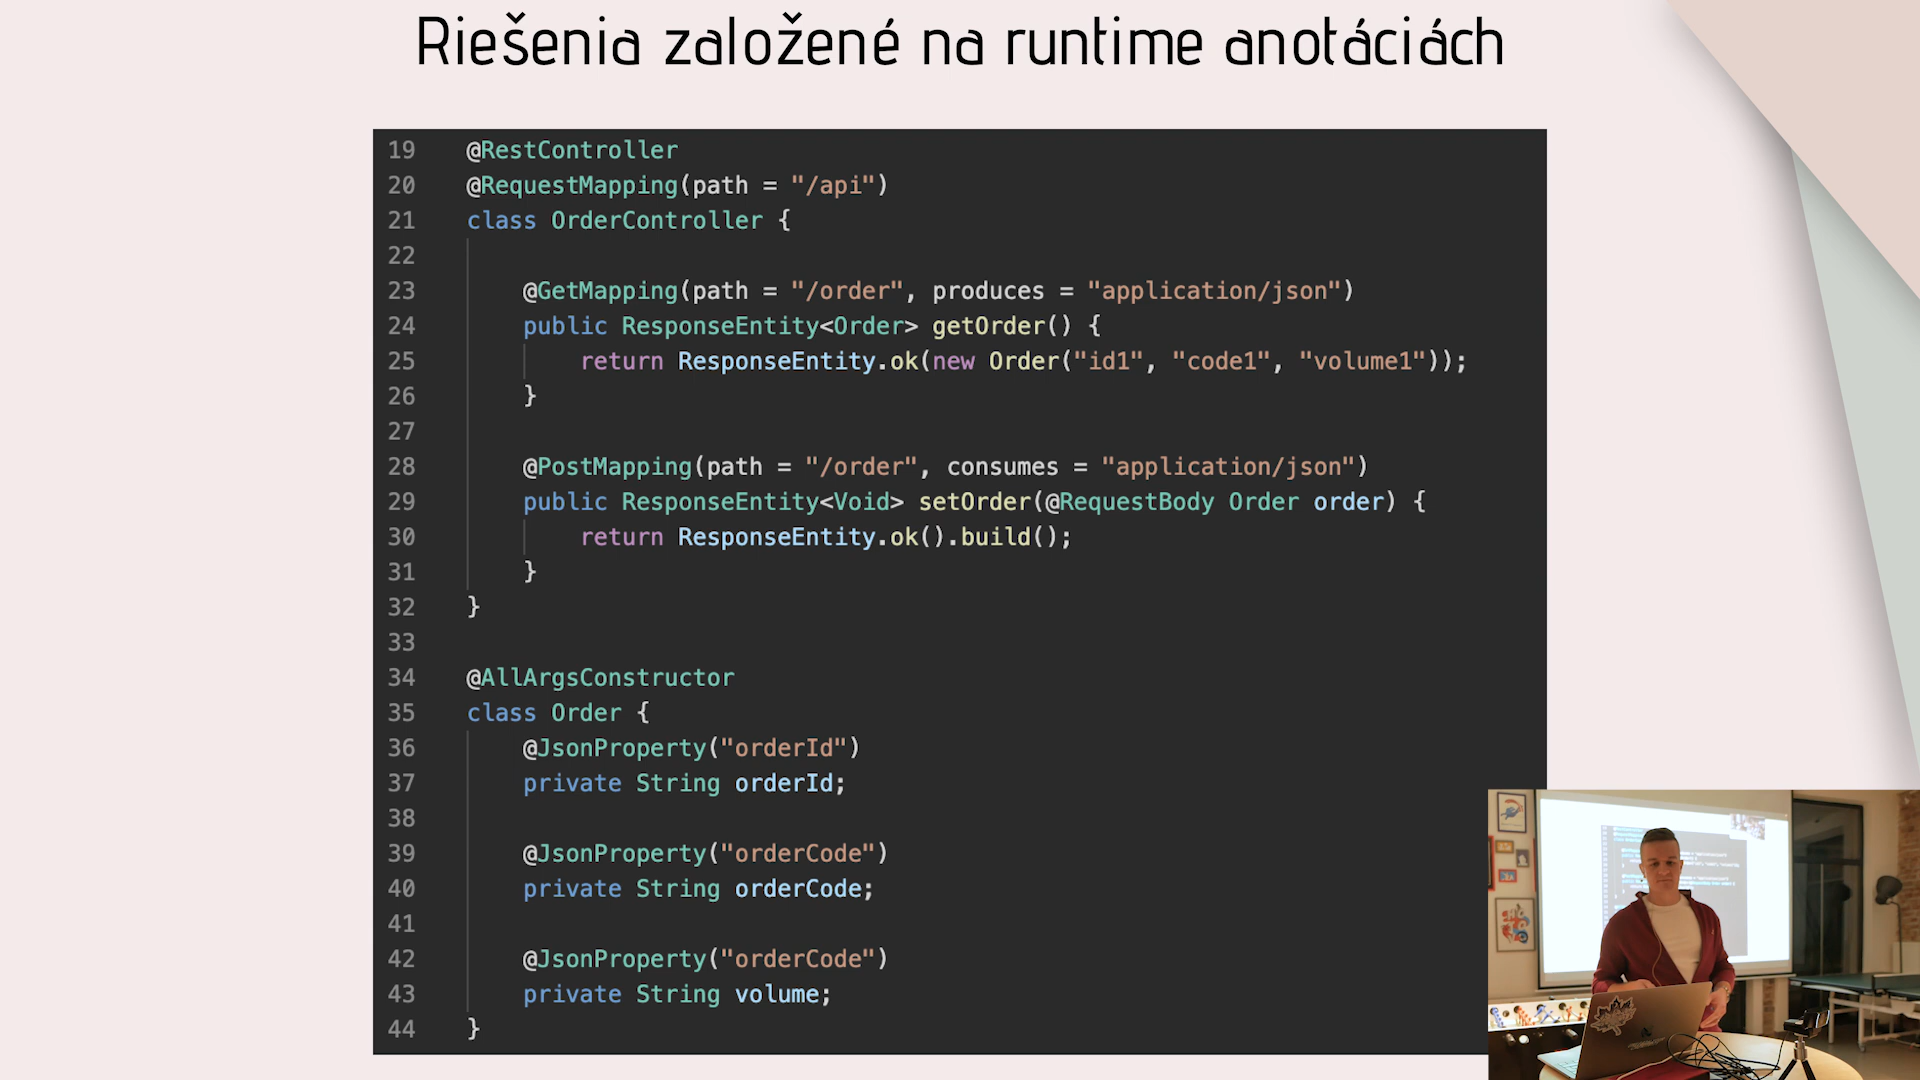 Riešenia založené na runtime anotáciách
19 @RestController
20 @RequestMapping(path = "/api")
21 class OrderController {
22
23 @GetMapping(path = "/order", produces = "application/json")
24 public ResponseEntity<Order> getOrder() {
25 return ResponseEntity.ok(new Order("id1", "code1", "volume1"));
26 }
27
28 @PostMapping(path = "/order", consumes = "application/json")
29 public ResponseEntity<Void> setOrder(@RequestBody Order order) {
30 return ResponseEntity.ok().build();
31 }
32 }
33
34 @AllArgsConstructor
35 class Order {
36 @JsonProperty("orderId")
37 private String orderId;
38
39 @JsonProperty("orderCode")
40 private String orderCode;
41
42 @JsonProperty("orderCode")
43 private String volume;
44 }